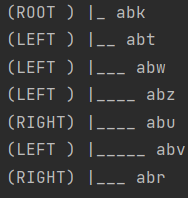 (ROOT ) |_ abk
(LEFT ) |__ abt
(LEFT ) |___ abw
(LEFT ) |____ abz
(RIGHT) |____ abu
(LEFT ) |_____ abv
(RIGHT) |___ abr